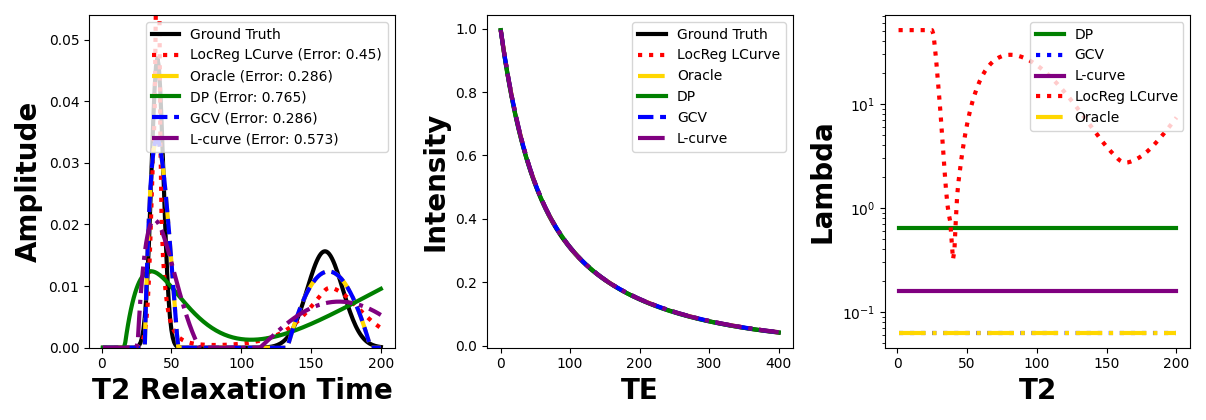 Amplitude
0.05
0.04
0.03
0.02
0.01
0.00
Ground Truth
LocReg LCurve (Error: 0.45)
Oracle (Error: 0.286)
DP (Error: 0.765)
GCV (Error: 0.286)
L-curve (Error: 0.573)
0 50 100 150 200
T2 Relaxation Time
Intensity
1.0
0.8
0.6
0.4
0.2
0.0
Ground Truth
LocReg LCurve
Oracle
DP
GCV
L-curve
0 100 200 300 400
TE
Lambda
10¹
10⁰
10⁻¹
DP
GCV
L-curve
LocReg LCurve
Oracle
0 50 100 150 200
T2